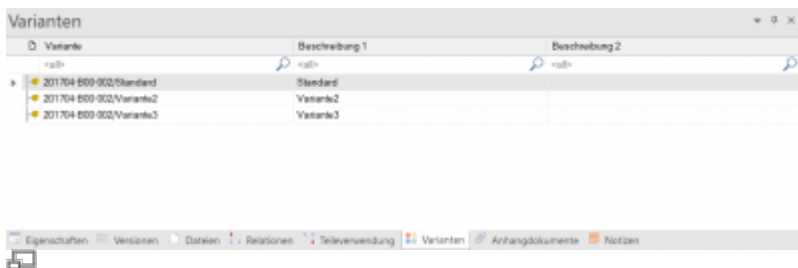 Varianten
Variante Beschreibung 1 Beschreibung 2
<all> <all> <all>
201704-B00-002/Standard Standard
201704-B00-002/Variante2 Variante2
201704-B00-002/Variante3 Variante3
Eigenschaften Versionen Dateien Relationen Teileverwendung Varianten Anhangdokumente Notizen